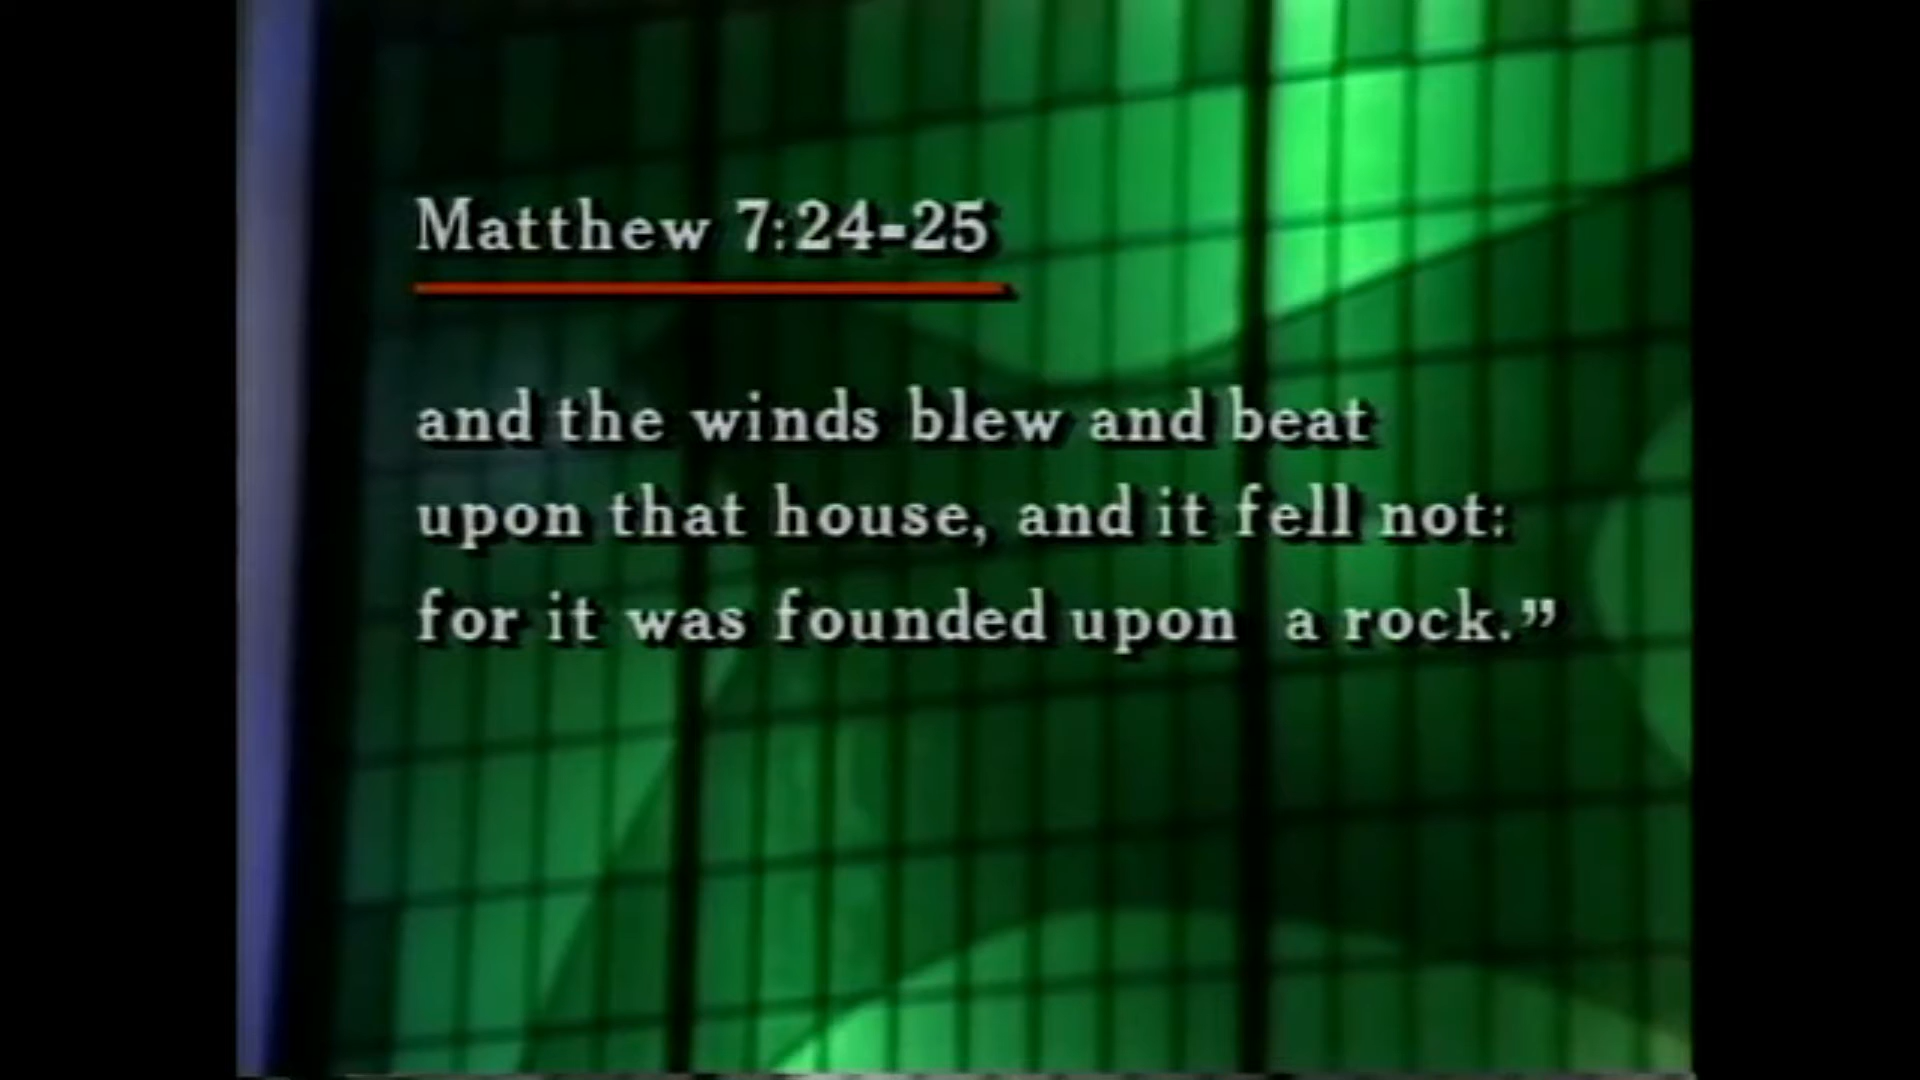 Matthew 7:24-25
and the winds blew and beat
upon that house, and it fell not:
for it was founded upon a rock.”